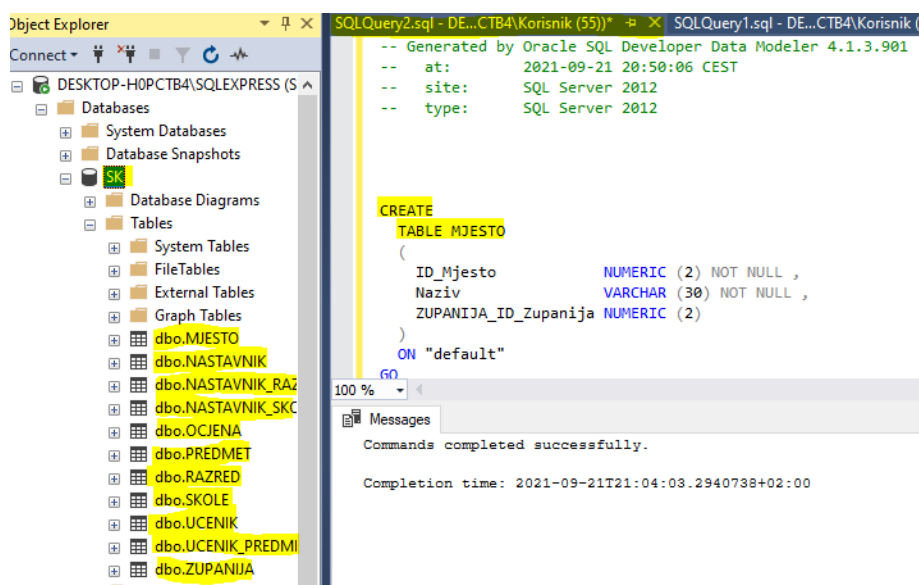 Object Explorer
Connect
DESKTOP-H0PCTB4\SQLEXPRESS (S
Databases
System Databases
Database Snapshots
SK
Database Diagrams
Tables
System Tables
FileTables
External Tables
Graph Tables
dbo.MJESTO
dbo.NASTAVNIK
dbo.NASTAVNIK_RAZ
dbo.NASTAVNIK_SKO
dbo.OCJENA
dbo.PREDMET
dbo.RAZRED
dbo.SKOLE
dbo.UCENIK
dbo.UCENIK_PREDMI
dbo.ZUPANIJA
SQLQuery2.sql - DE...CTB4\Korisnik (55))* SQLQuery1.sql - DE...CTB4\Korisnik (
-- Generated by Oracle SQL Developer Data Modeler 4.1.3.901
-- at: 2021-09-21 20:50:06 CEST
-- site: SQL Server 2012
-- type: SQL Server 2012
CREATE
TABLE MJESTO
(
ID_Mjesto NUMERIC (2) NOT NULL ,
Naziv VARCHAR (30) NOT NULL ,
ZUPANIJA_ID_Zupanija NUMERIC (2)
)
ON "default"
GO
100 %
Messages
Commands completed successfully.
Completion time: 2021-09-21T21:04:03.2940738+02:00